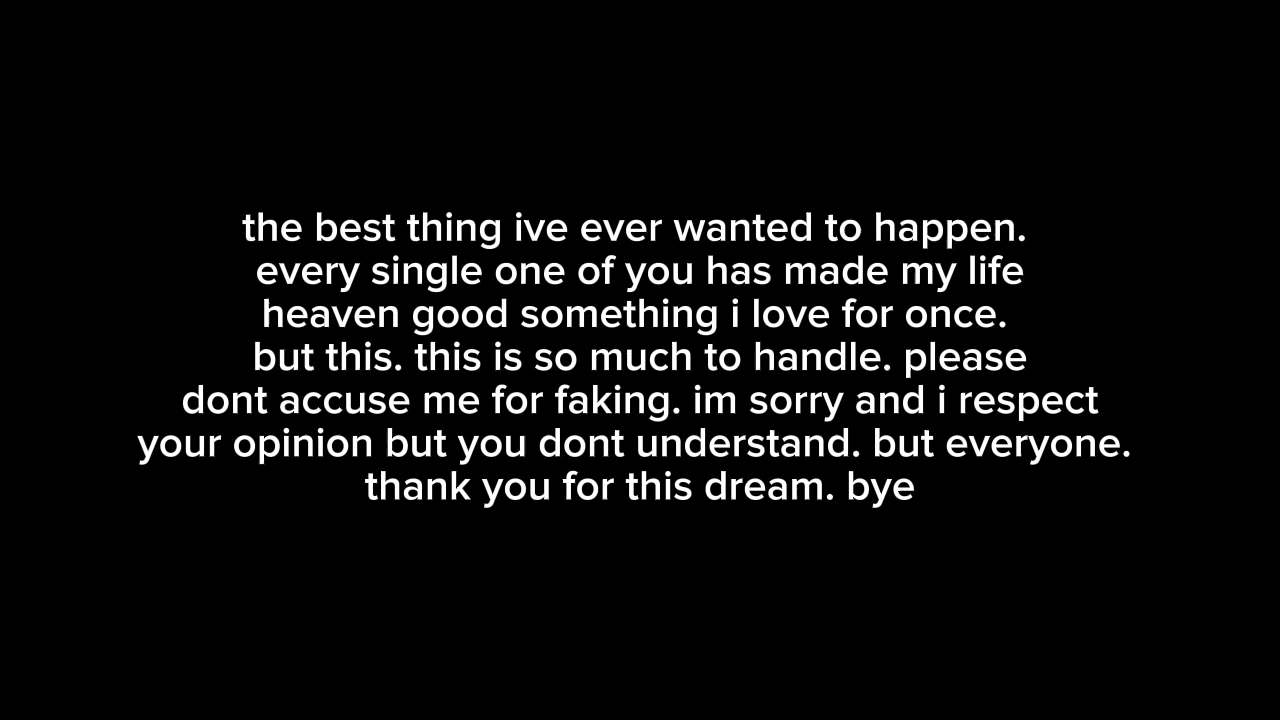 the best thing ive ever wanted to happen.
every single one of you has made my life
heaven good something i love for once.
but this. this is so much to handle. please
dont accuse me for faking. im sorry and i respect
your opinion but you dont understand. but everyone.
thank you for this dream. bye